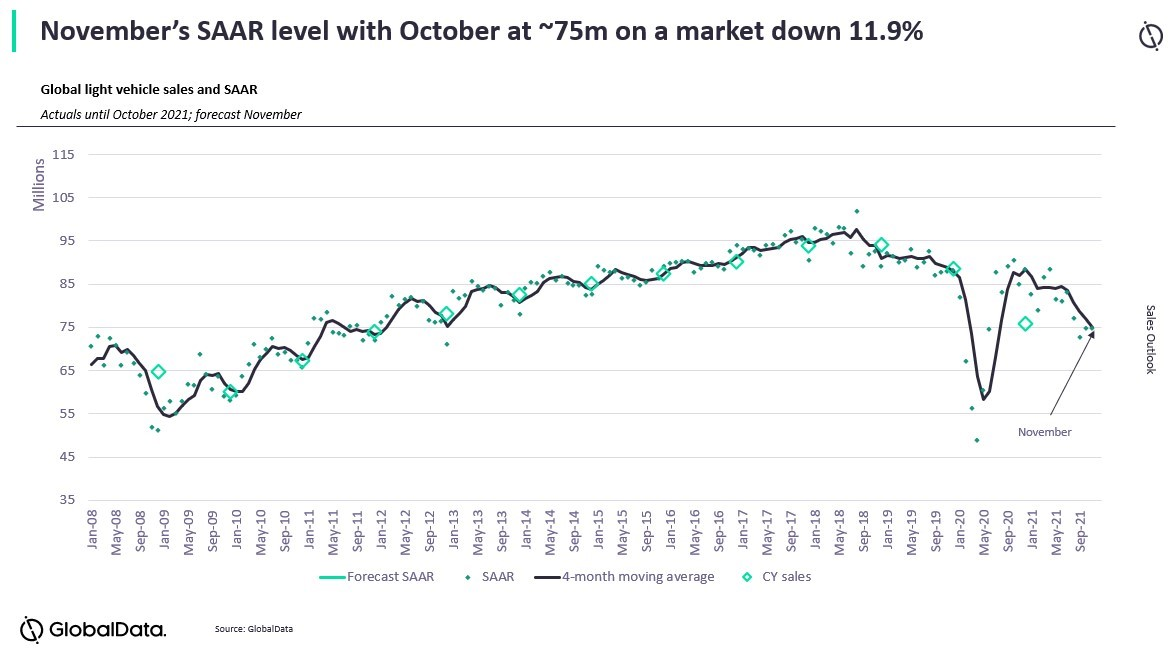 November’s SAAR level with October at ~75m on a market down 11.9%
Global light vehicle sales and SAAR
Actuals until October 2021; forecast November
Millions
115
105
95
85
75
65
55
45
35
November
Jan-08
May-08
Sep-08
Jan-09
May-09
Sep-09
Jan-10
May-10
Sep-10
Jan-11
May-11
Sep-11
Jan-12
May-12
Sep-12
Jan-13
May-13
Sep-13
Jan-14
May-14
Sep-14
Jan-15
May-15
Sep-15
Jan-16
May-16
Sep-16
Jan-17
May-17
Sep-17
Jan-18
May-18
Sep-18
Jan-19
May-19
Sep-19
Jan-20
May-20
Sep-20
Jan-21
May-21
Sep-21
Forecast SAAR
SAAR
4-month moving average
CY sales
Sales Outlook
GlobalData.
Source: GlobalData